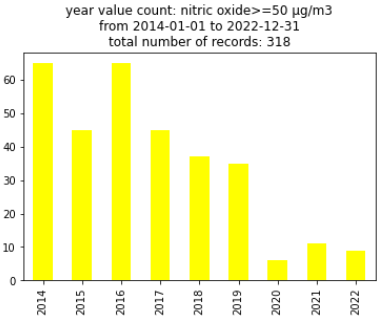 year value count: nitric oxide>=50 µg/m3
from 2014-01-01 to 2022-12-31
total number of records: 318
60
50
40
30
20
10
0
2014 2015 2016 2017 2018 2019 2020 2021 2022